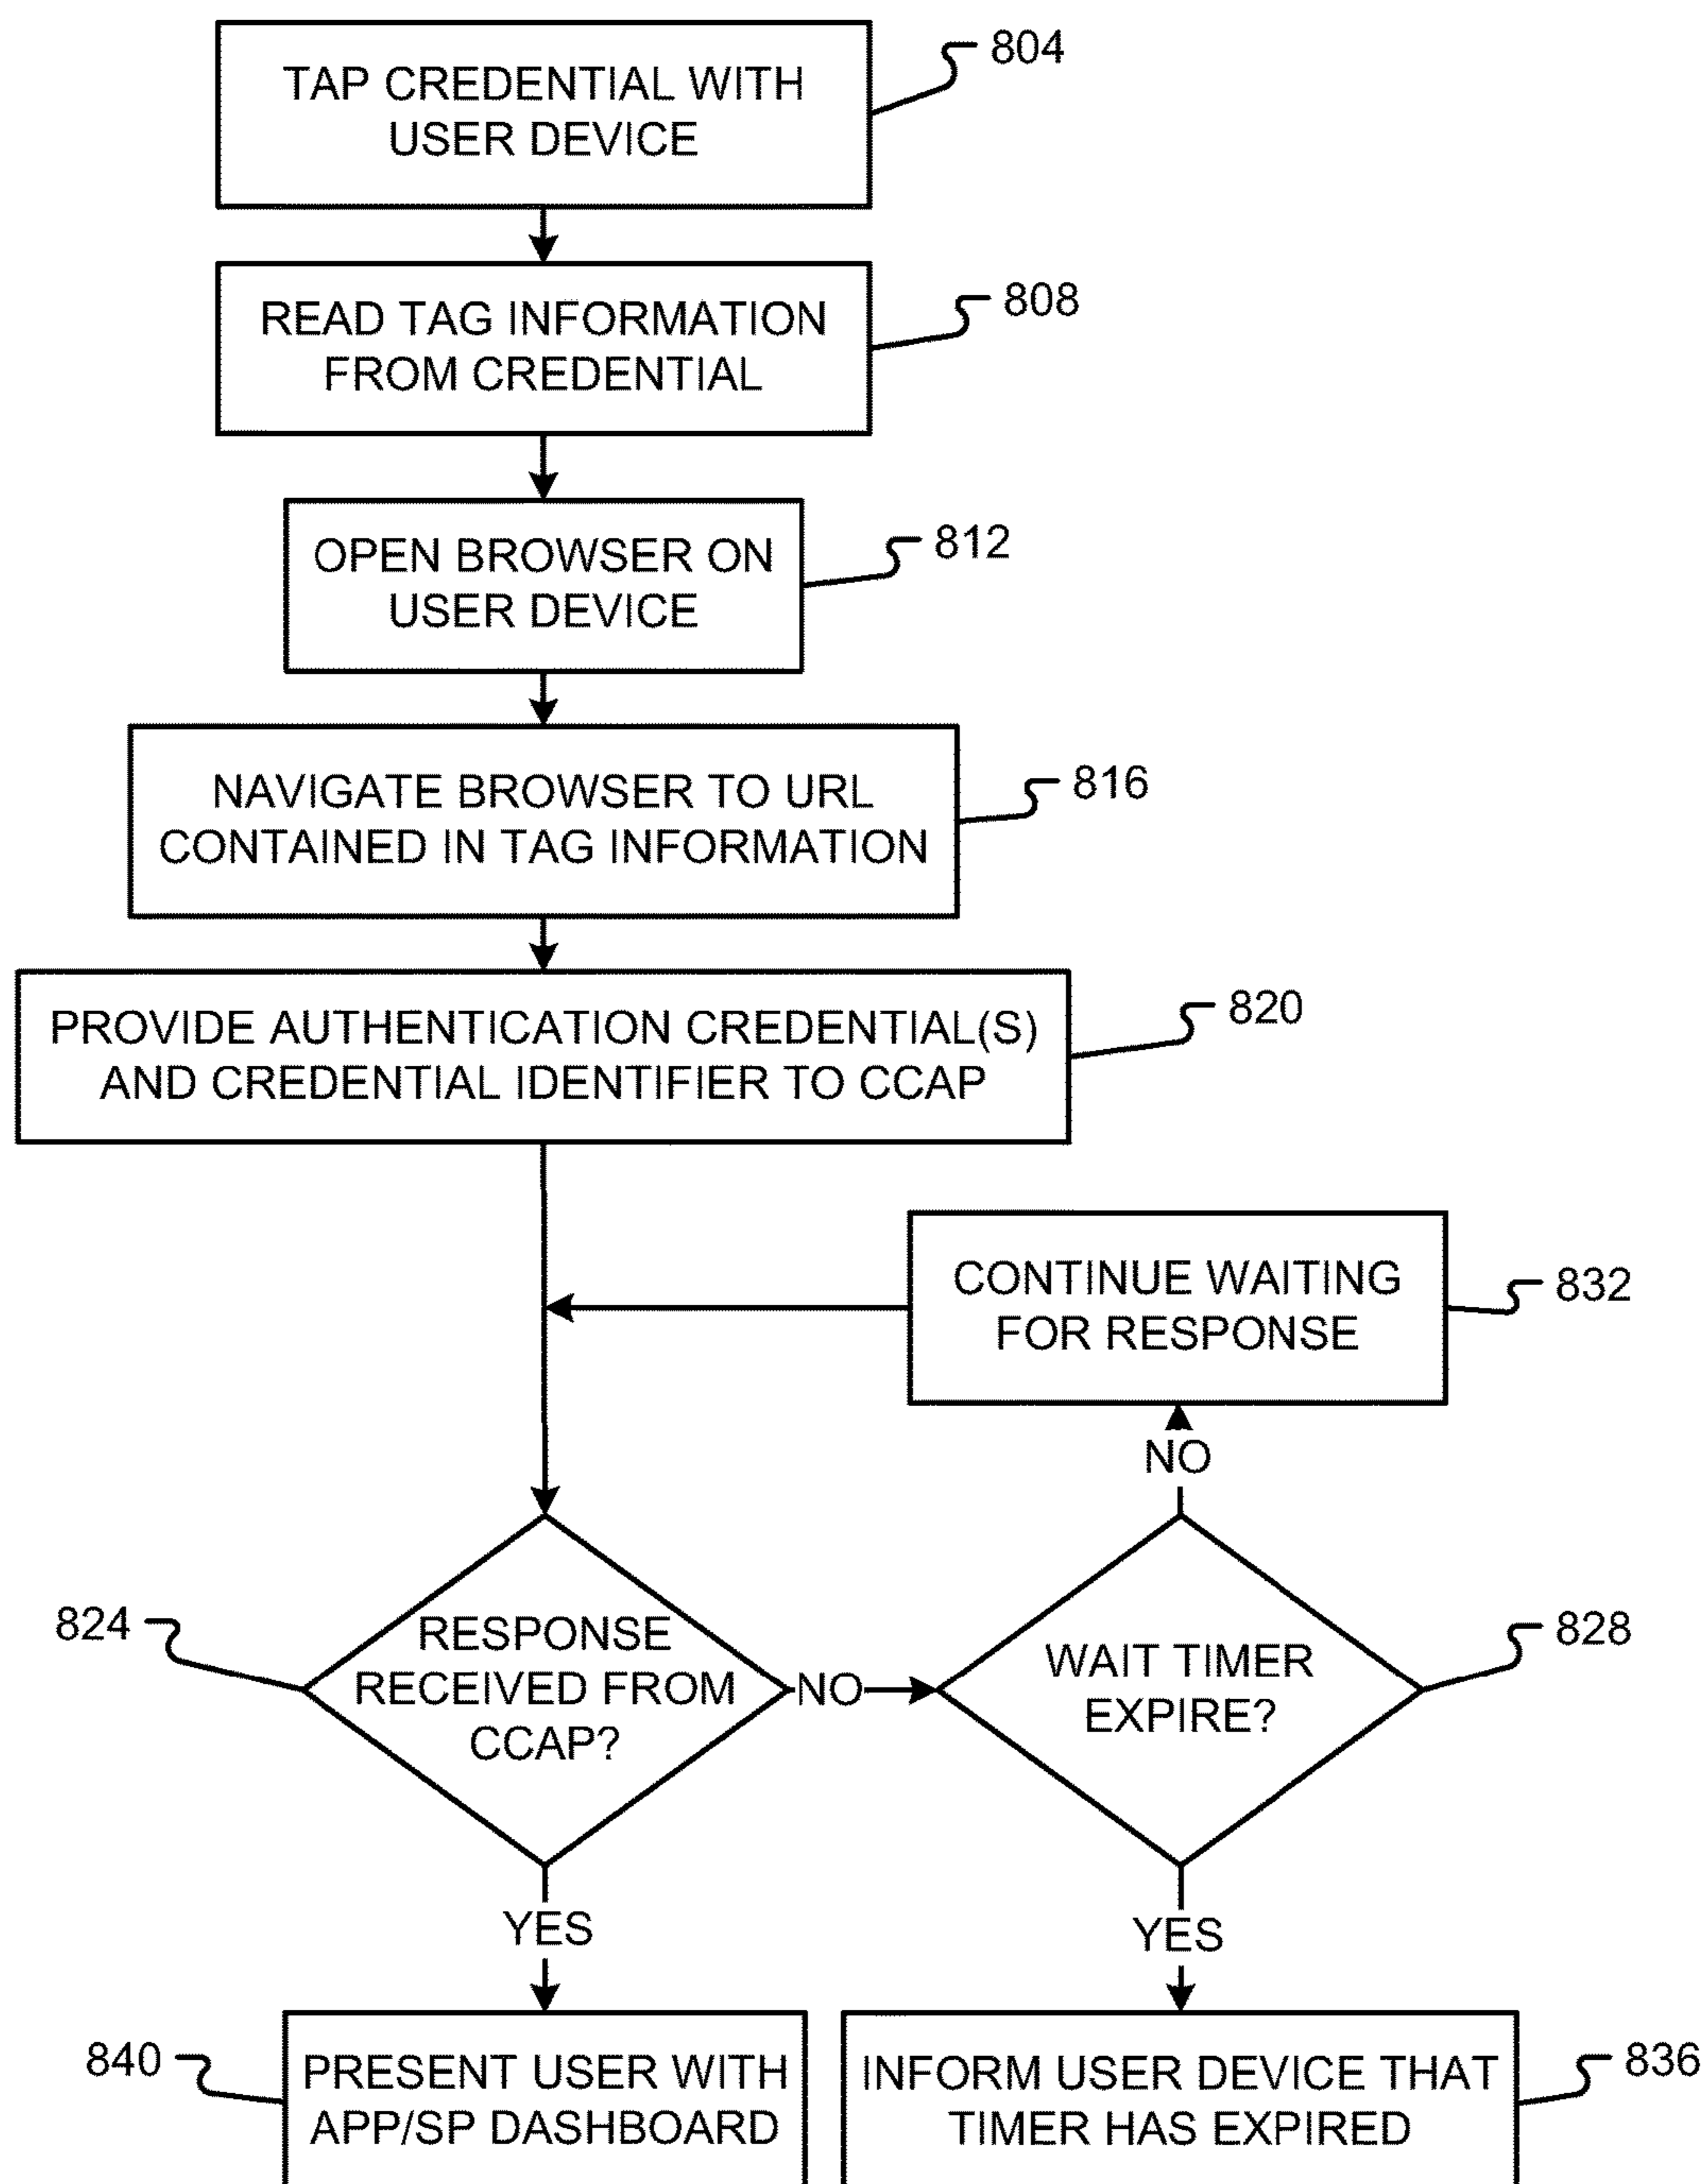 TAP CREDENTIAL WITH
USER DEVICE
804
READ TAG INFORMATION
FROM CREDENTIAL
808
OPEN BROWSER ON
USER DEVICE
812
NAVIGATE BROWSER TO URL
CONTAINED IN TAG INFORMATION
816
PROVIDE AUTHENTICATION CREDENTIAL(S)
AND CREDENTIAL IDENTIFIER TO CCAP
820
CONTINUE WAITING
FOR RESPONSE
832
NO
824
RESPONSE
RECEIVED FROM
CCAP?
NO
WAIT TIMER
EXPIRE?
828
YES
YES
840
PRESENT USER WITH
APP/SP DASHBOARD
INFORM USER DEVICE THAT
TIMER HAS EXPIRED
836